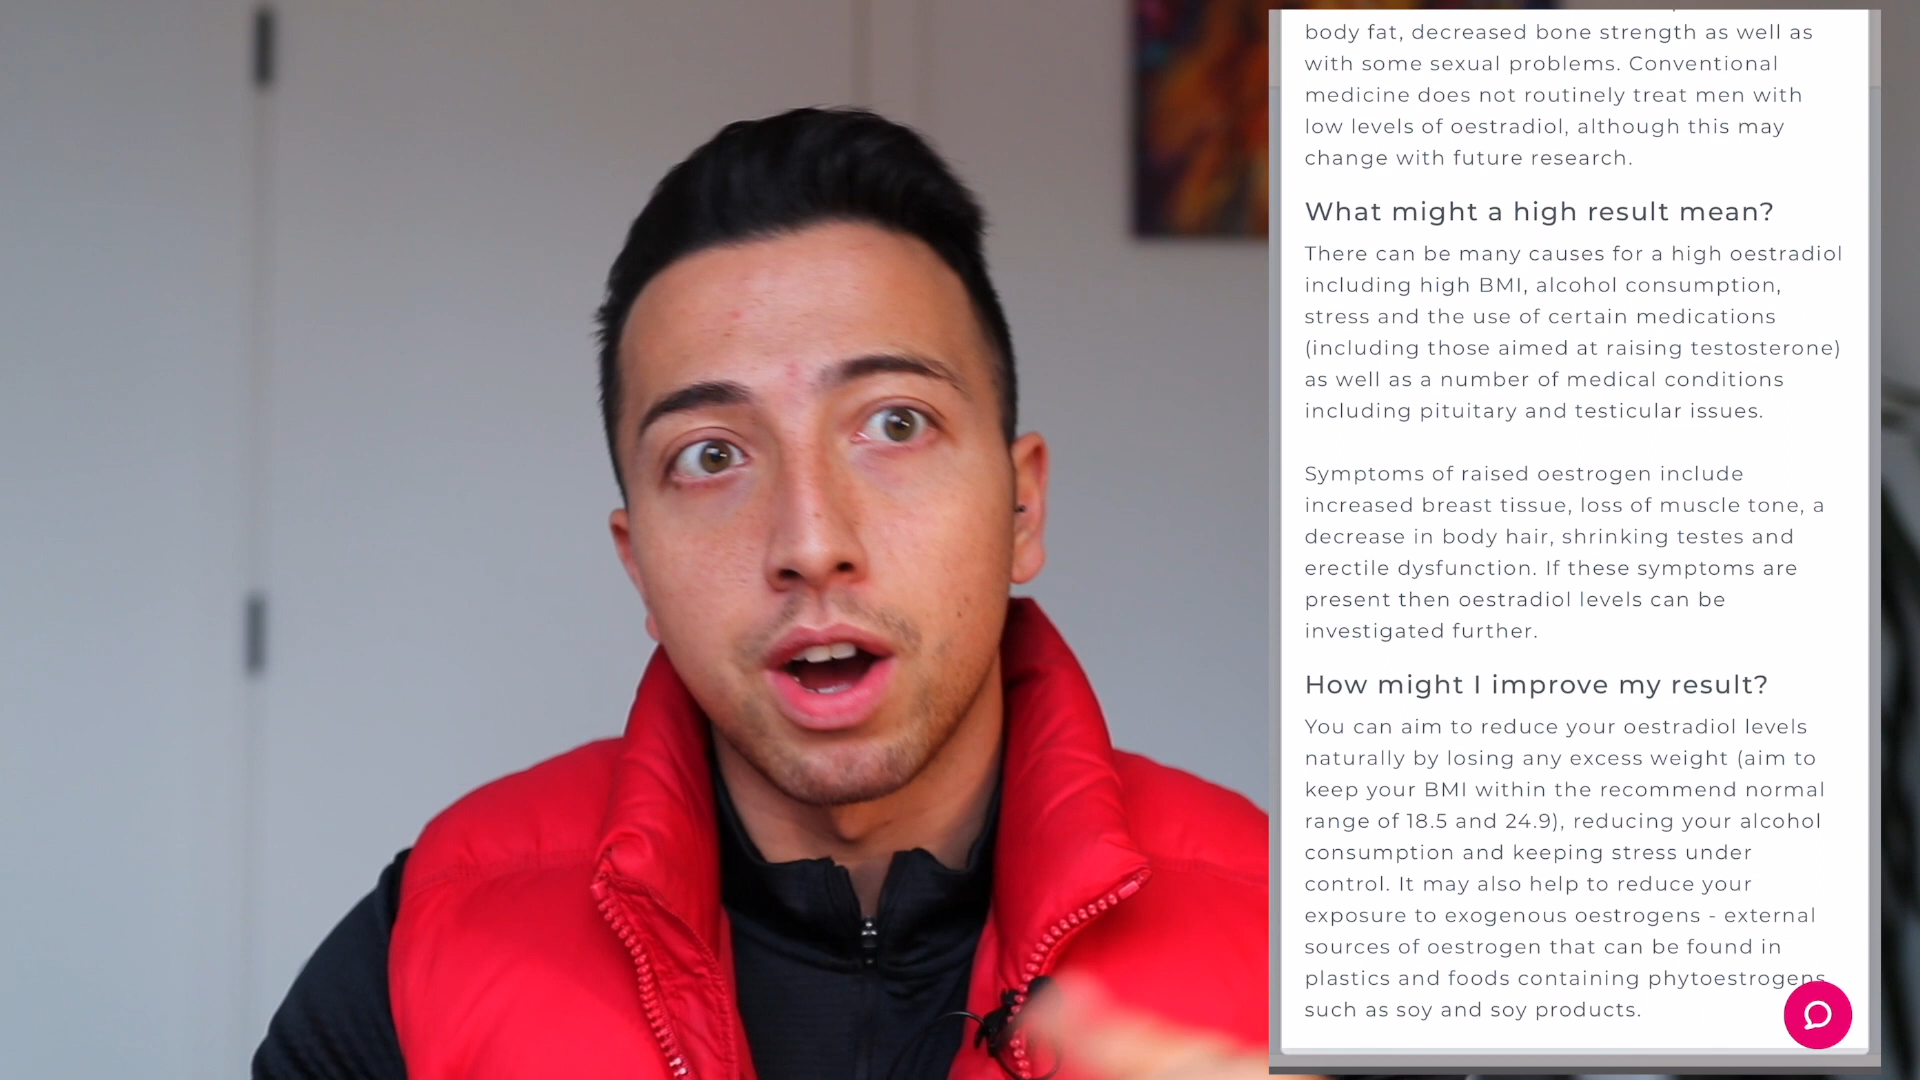 body fat, decreased bone strength as well as
with some sexual problems. Conventional
medicine does not routinely treat men with
low levels of oestradiol, although this may
change with future research.
What might a high result mean?
There can be many causes for a high oestradiol
including high BMI, alcohol consumption,
stress and the use of certain medications
(including those aimed at raising testosterone)
as well as a number of medical conditions
including pituitary and testicular issues.
Symptoms of raised oestrogen include
increased breast tissue, loss of muscle tone, a
decrease in body hair, shrinking testes and
erectile dysfunction. If these symptoms are
present then oestradiol levels can be
investigated further.
How might I improve my result?
You can aim to reduce your oestradiol levels
naturally by losing any excess weight (aim to
keep your BMI within the recommend normal
range of 18.5 and 24.9), reducing your alcohol
consumption and keeping stress under
control. It may also help to reduce your
exposure to exogenous oestrogens - external
sources of oestrogen that can be found in
plastics and foods containing phytoestrogens
such as soy and soy products.